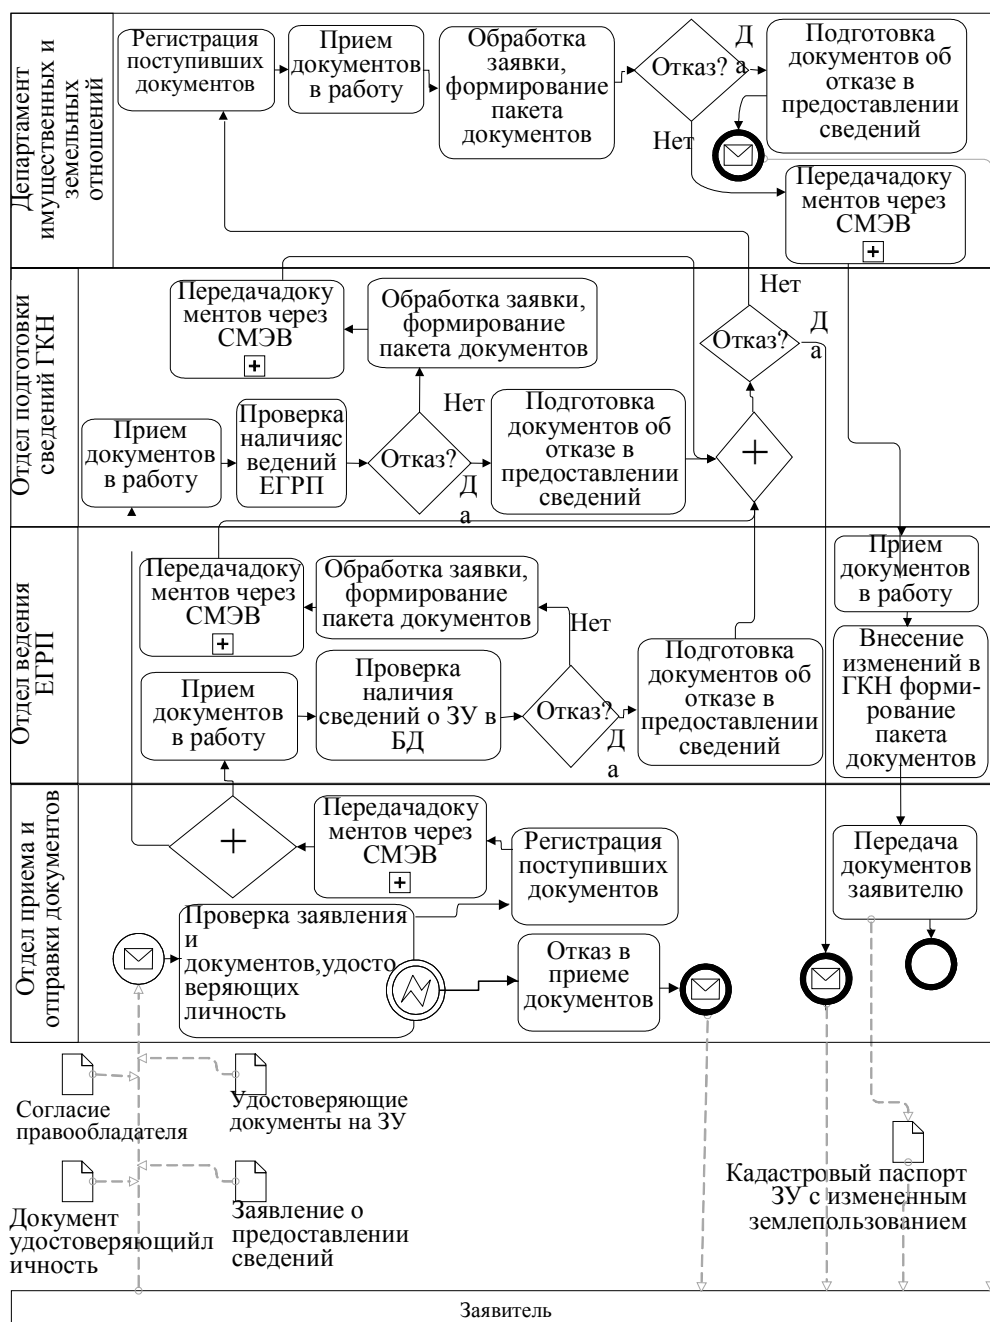 Департамент
имущественных и
земельных
отношений
Регистрация
поступивших
документов
Прием
документов
в работу
Обработка
заявки,
формирование
пакета
документов
Отказ?
Д
а
Нет
Подготовка
документов об
отказе в
предоставлении
сведений
Передачадоку
ментов через
СМЭВ
Отдел подготовки
сведений ГКН
Передачадоку
ментов через
СМЭВ
Обработка заявки,
формирование
пакета документов
Нет
Отказ?
Д
а
Прием
документов
в работу
Проверка
наличияс
ведений
ЕГРП
Отказ?
Нет
Д
а
Подготовка
документов об
отказе в
предоставлении
сведений
Отдел ведения
ЕГРП
Передачадоку
ментов через
СМЭВ
Обработка заявки,
формирование
пакета документов
Нет
Прием
документов
в работу
Прием
документов
в работу
Проверка
наличия
сведений о ЗУ в
БД
Отказ?
Д
а
Подготовка
документов об
отказе в
предоставлении
сведений
Внесение
изменений в
ГКН форми-
рование
пакета
документов
Отдел приема и
отправки документов
Передачадоку
ментов через
СМЭВ
Регистрация
поступивших
документов
Передача
документов
заявителю
Проверка заявления
и
документов,удосто
веряющих
личность
Отказ в
приеме
документов
Согласие
правообладателя
Удостоверяющие
документы на ЗУ
Документ
удостоверяющийл
ичность
Заявление о
предоставлении
сведений
Кадастровый паспорт
ЗУ с измененным
землепользованием
Заявитель